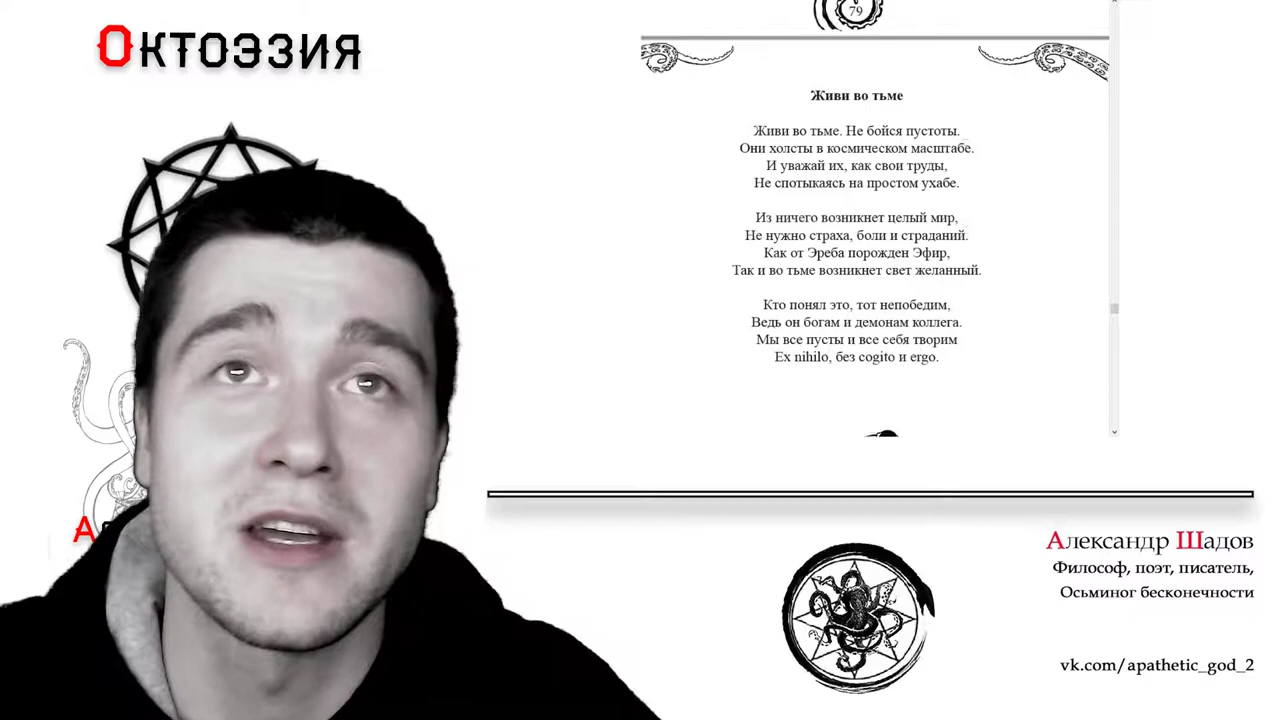 Октоэзия
79
Живи во тьме
Живи во тьме. Не бойся пустоты.
Они холсты в космическом масштабе.
И уважай их, как свои труды,
Не спотыкаясь на простом ухабе.
Из ничего возникнет целый мир,
Не нужно страха, боли и страданий.
Как от Эреба порожден Эфир,
Так и во тьме возникнет свет желанный.
Кто понял это, тот непобедим,
Ведь он богам и демонам коллега.
Мы все пусты и все себя творим
Ex nihilo, без cogito и ergo.
Александр Шадов
Философ, поэт, писатель,
Осьминог бесконечности
vk.com/apathetic_god_2